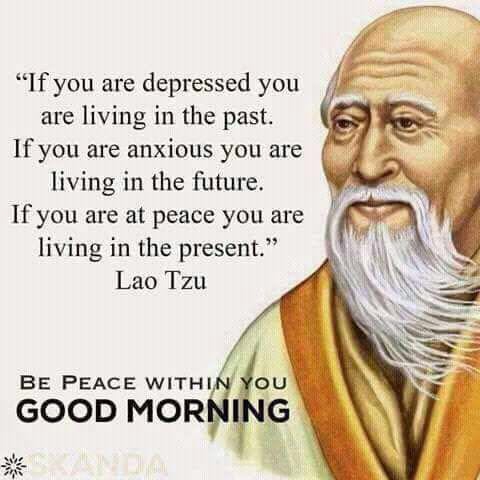 “If you are depressed you
are living in the past.
If you are anxious you are
living in the future.
If you are at peace you are
living in the present.”
Lao Tzu
BE PEACE WITHIN YOU
GOOD MORNING
SKANDA